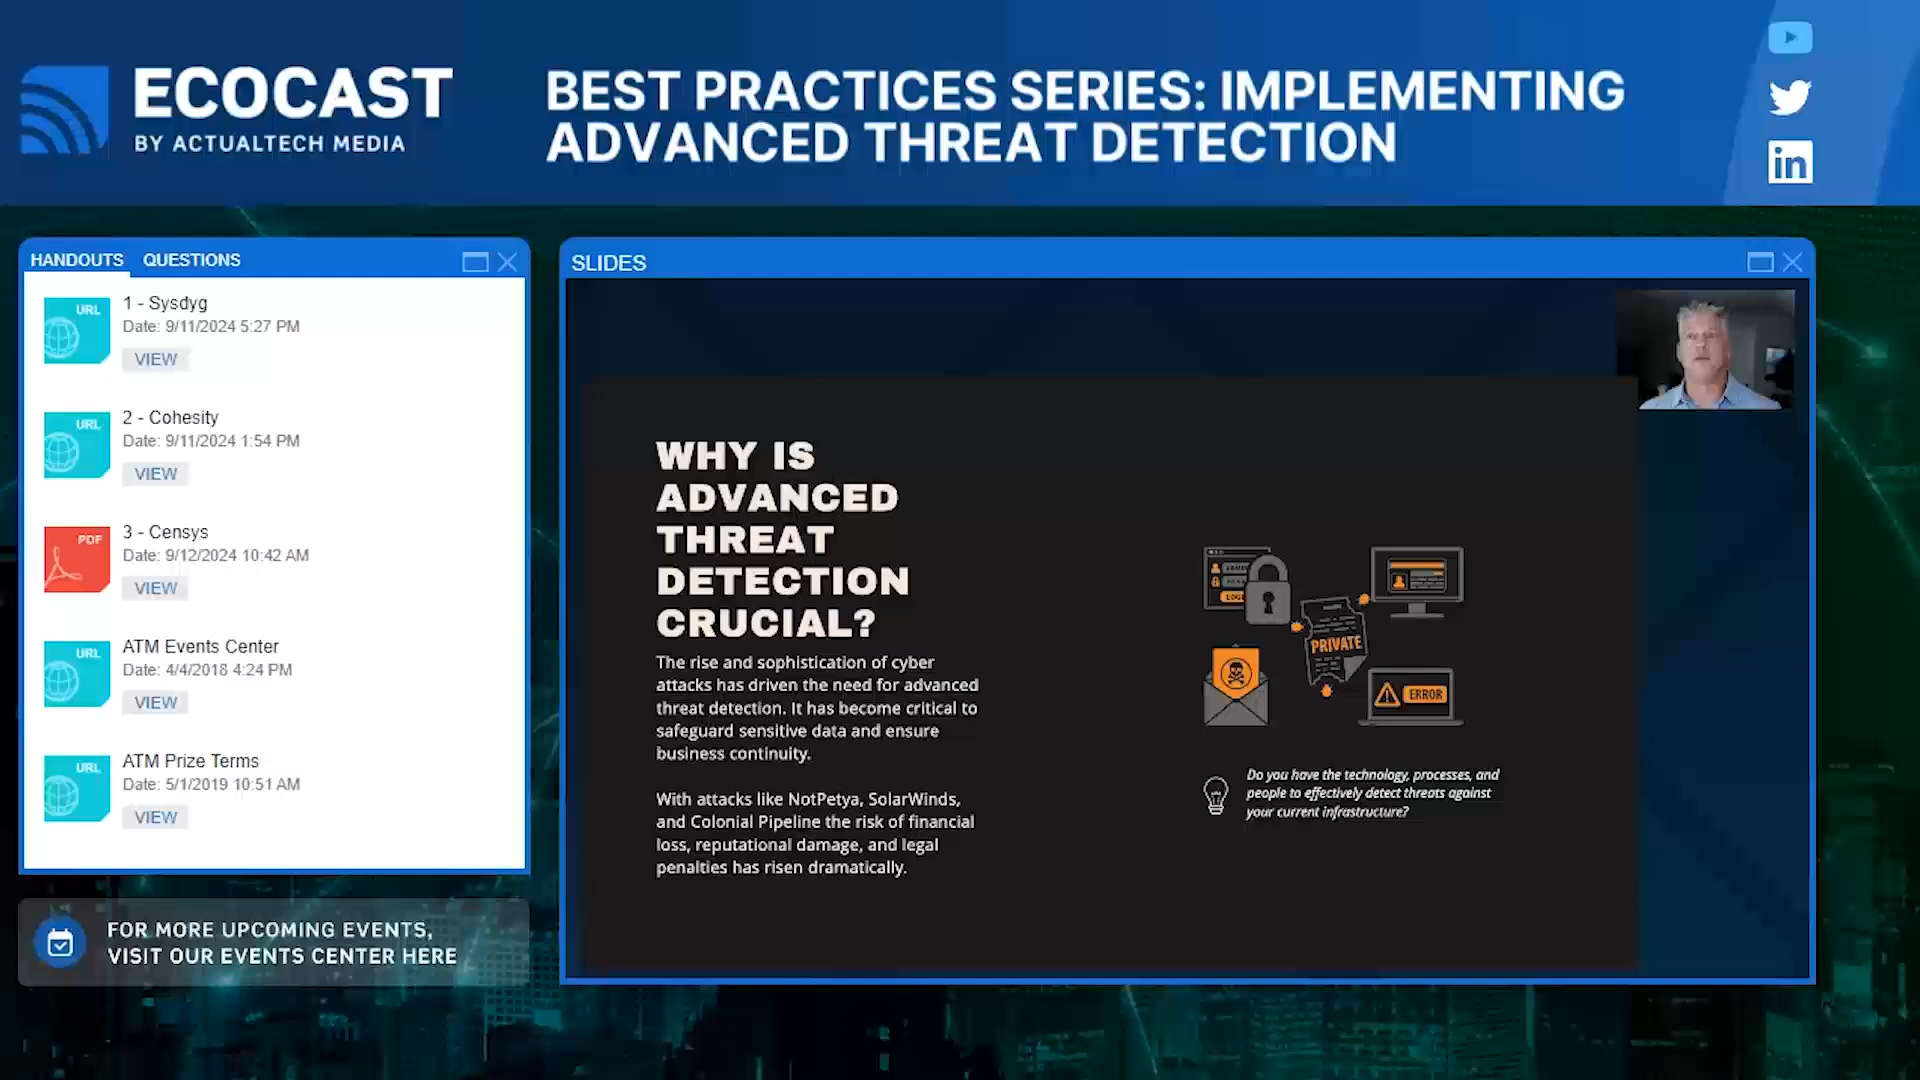 ECOCAST
BY ACTUALTECH MEDIA
BEST PRACTICES SERIES: IMPLEMENTING
ADVANCED THREAT DETECTION
in
HANDOUTS QUESTIONS
URL
1 - Sysdyg
Date: 9/11/2024 5:27 PM
VIEW
URL
2 - Cohesity
Date: 9/11/2024 1:54 PM
VIEW
PDF
3 - Censys
Date: 9/12/2024 10:42 AM
VIEW
URL
ATM Events Center
Date: 4/4/2018 4:24 PM
VIEW
URL
ATM Prize Terms
Date: 5/1/2019 10:51 AM
VIEW
FOR MORE UPCOMING EVENTS,
VISIT OUR EVENTS CENTER HERE
SLIDES
WHY IS
ADVANCED
THREAT
DETECTION
CRUCIAL?
The rise and sophistication of cyber
attacks has driven the need for advanced
threat detection. It has become critical to
safeguard sensitive data and ensure
business continuity.
With attacks like NotPetya, SolarWinds,
and Colonial Pipeline the risk of financial
loss, reputational damage, and legal
penalties has risen dramatically.
PRIVATE
ERROR
Do you have the technology, processes, and
people to effectively detect threats against
your current infrastructure?